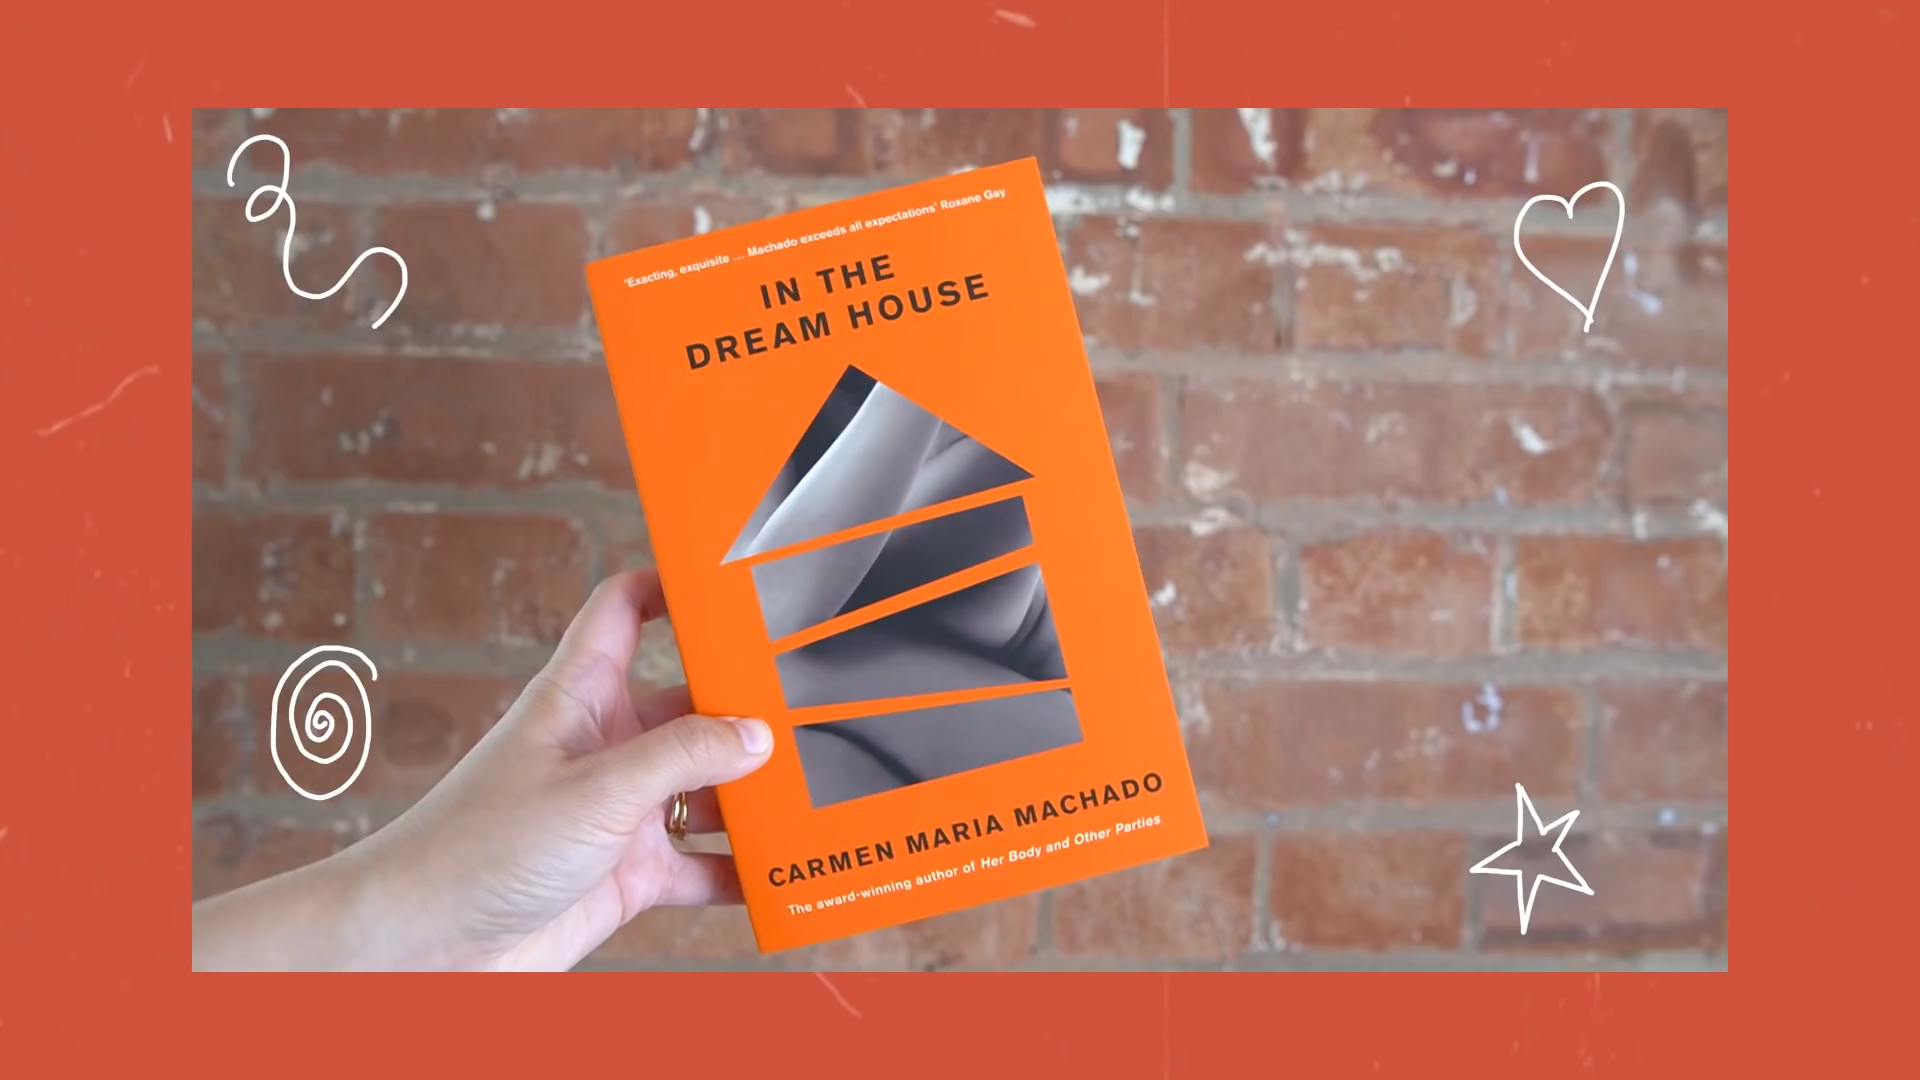 ‘Exacting, exquisite ... Machado exceeds all expectations’ Roxane Gay
IN THE
DREAM HOUSE
CARMEN MARIA MACHADO
The award-winning author of Her Body and Other Parties